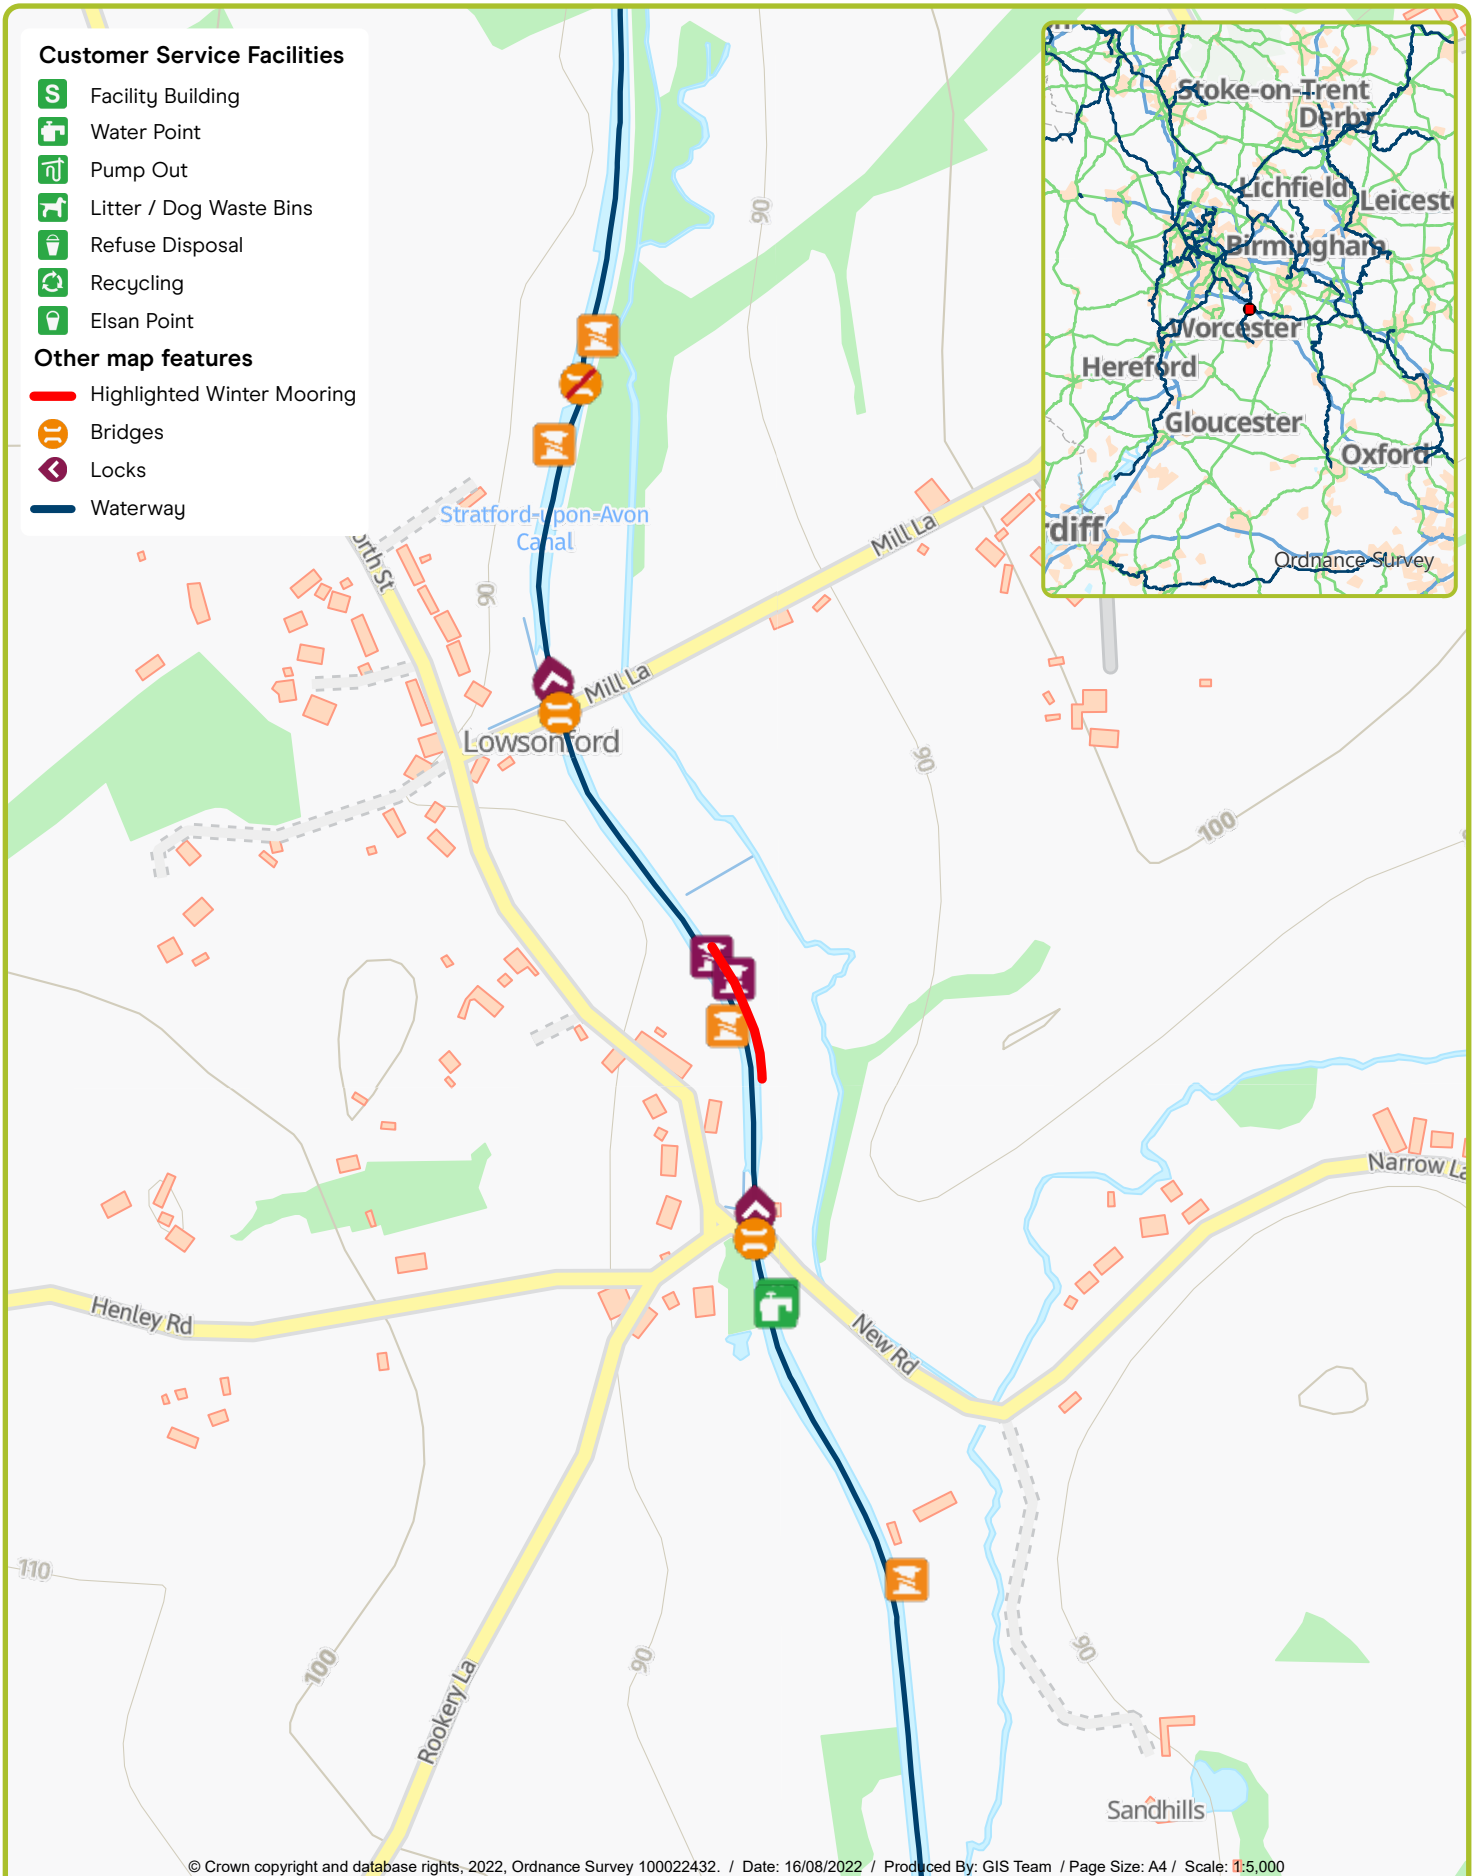 Customer Service Facilities
S
Facility Building
Water Point
Pump Out
Litter / Dog Waste Bins
Refuse Disposal
Recycling
Elsan Point
Other map features
Highlighted Winter Mooring
Bridges
Locks
Waterway
Stoke-on-Trent
Derby
Lichfield
Leiceste
Birmingham
Worcester
Hereford
Gloucester
Oxford
rdiff
Ordnance Survey
90
Stratford-upon-Avon
Canal
Mill La
orth St
90
Mill La
Lowsonford
90
100
Narrow La
Henley Rd
New Rd
110
100
90
90
Rookery La
Sandhills
© Crown copyright and database rights, 2022, Ordnance Survey 100022432. / Date: 16/08/2022 / Produced By: GIS Team / Page Size: A4 / Scale: 1:5,000